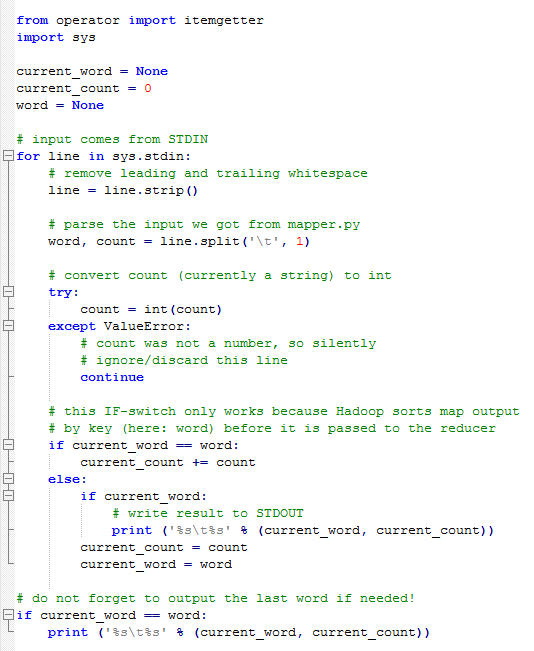 from operator import itemgetter
import sys

current_word = None
current_count = 0
word = None

# input comes from STDIN
for line in sys.stdin:
    # remove leading and trailing whitespace
    line = line.strip()

    # parse the input we got from mapper.py
    word, count = line.split('\t', 1)

    # convert count (currently a string) to int
    try:
        count = int(count)
    except ValueError:
        # count was not a number, so silently
        # ignore/discard this line
        continue

    # this IF-switch only works because Hadoop sorts map output
    # by key (here: word) before it is passed to the reducer
    if current_word == word:
        current_count += count
    else:
        if current_word:
            # write result to STDOUT
            print ('%s\t%s' % (current_word, current_count))
        current_count = count
        current_word = word

# do not forget to output the last word if needed!
if current_word == word:
    print ('%s\t%s' % (current_word, current_count))